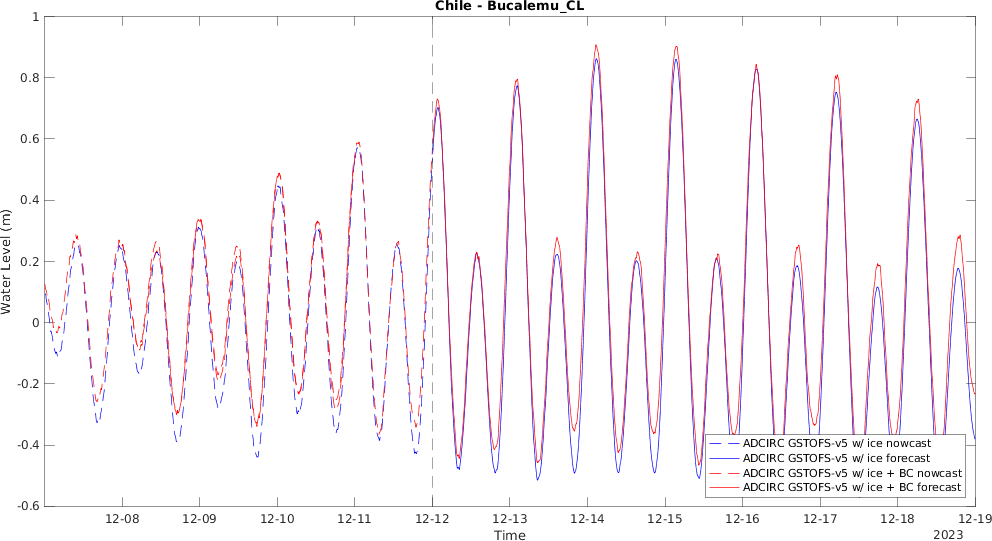 Chile - Bucalemu_CL
Water Level (m)
1
0.8
0.6
0.4
0.2
0
-0.2
-0.4
-0.6
ADCIRC GSTOFS-v5 w/ ice nowcast
ADCIRC GSTOFS-v5 w/ ice forecast
ADCIRC GSTOFS-v5 w/ ice + BC nowcast
ADCIRC GSTOFS-v5 w/ ice + BC forecast
12-08 12-09 12-10 12-11 12-12 12-13 12-14 12-15 12-16 12-17 12-18 12-19
Time
2023